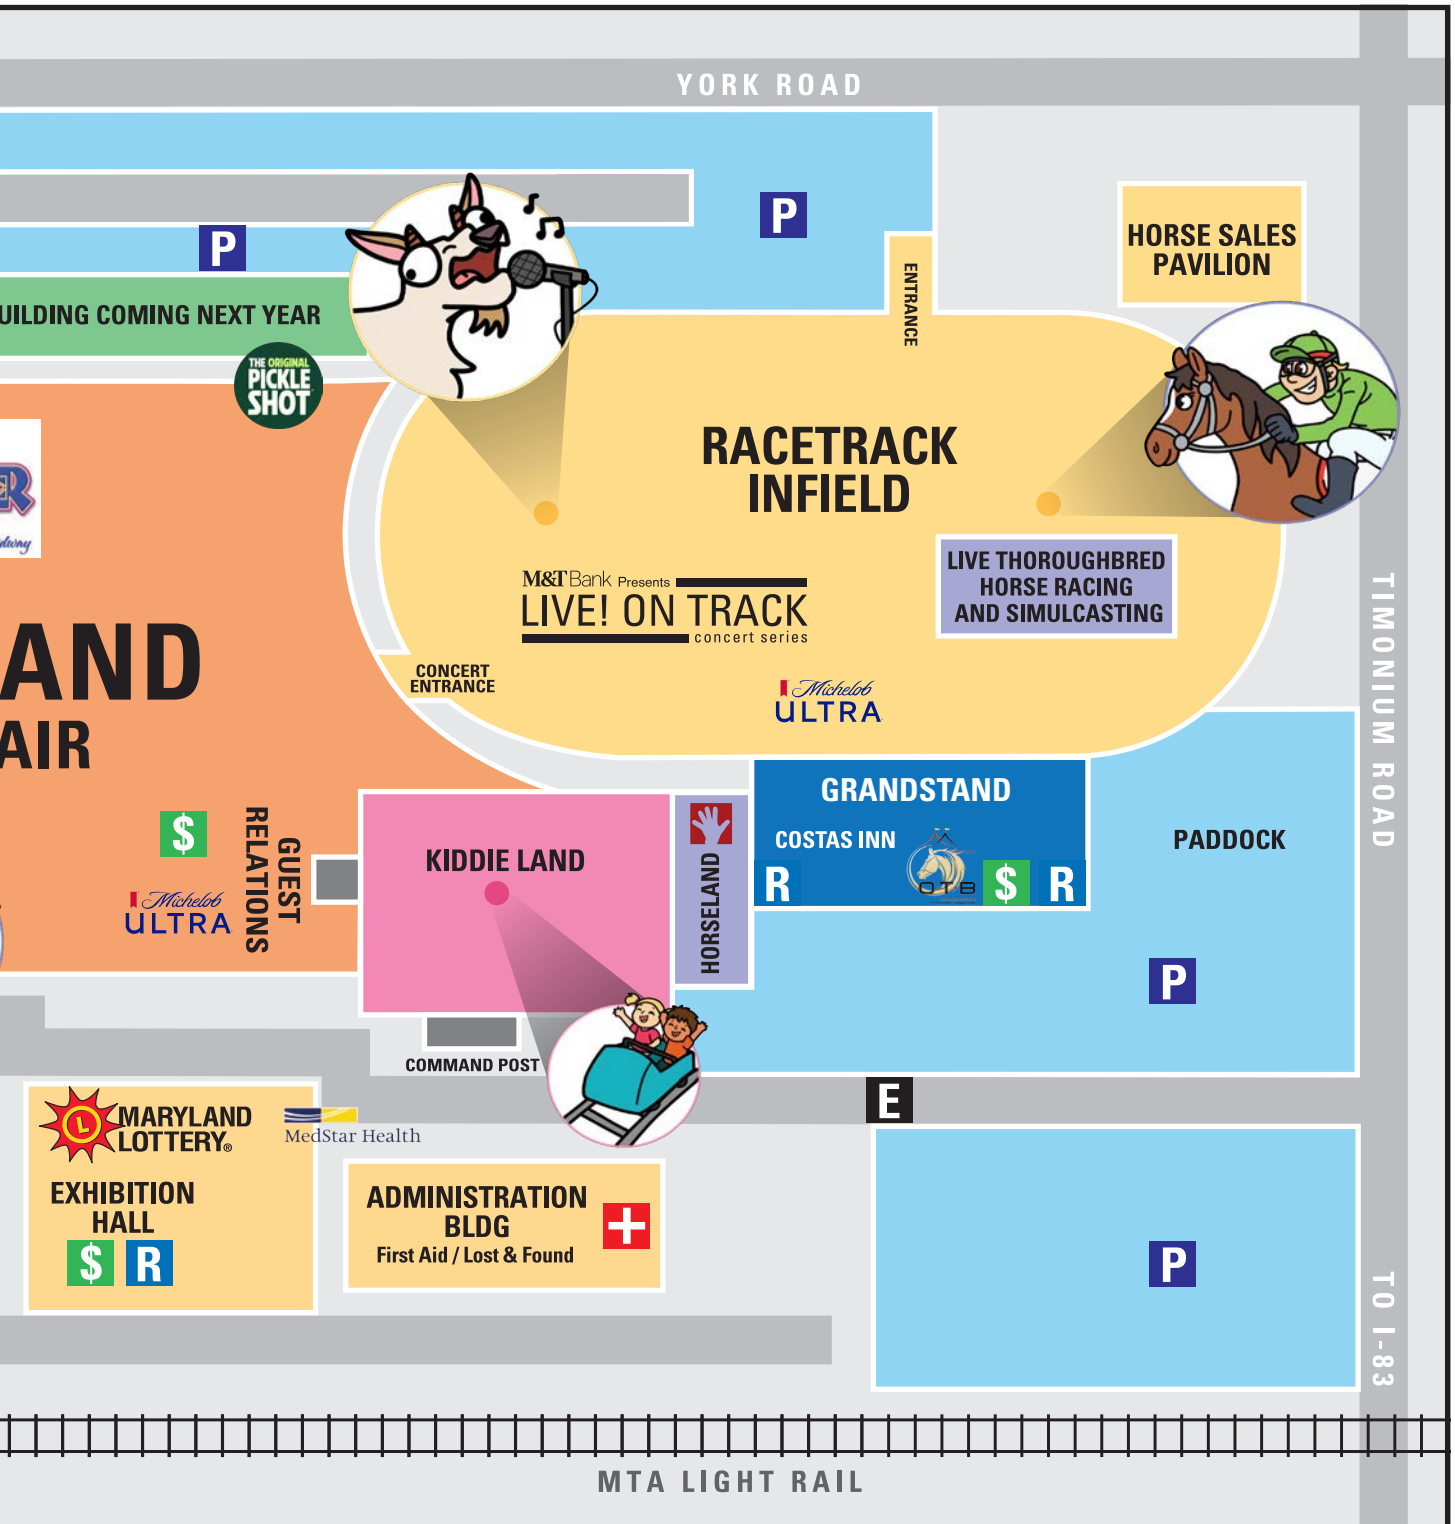 YORK ROAD
P
P
HORSE SALES
PAVILION
ENTRANCE
UILDING COMING NEXT YEAR
THE ORIGINAL
PICKLE
SHOT
RACETRACK
INFIELD
M&T Bank Presents
LIVE! ON TRACK
concert series
LIVE THOROUGHBRED
HORSE RACING
AND SIMULCASTING
CONCERT
ENTRANCE
Michelob
ULTRA
TIMONIUM ROAD
AND
AIR
$
GUEST
RELATIONS
Michelob
ULTRA
KIDDIE LAND
HORSELAND
GRANDSTAND
COSTAS INN
R
OTB
$
R
PADDOCK
P
COMMAND POST
E
L
MARYLAND
LOTTERY®
MedStar Health
EXHIBITION
HALL
$
R
ADMINISTRATION
BLDG
First Aid / Lost & Found
P
TO I-83
MTA LIGHT RAIL